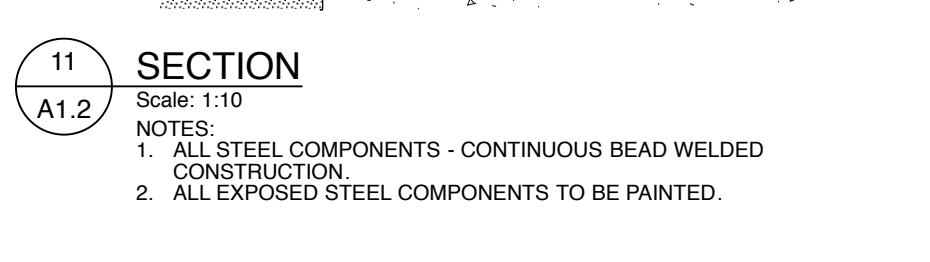 11
A1.2
SECTION
Scale: 1:10
NOTES:
1. ALL STEEL COMPONENTS - CONTINUOUS BEAD WELDED
CONSTRUCTION.
2. ALL EXPOSED STEEL COMPONENTS TO BE PAINTED.